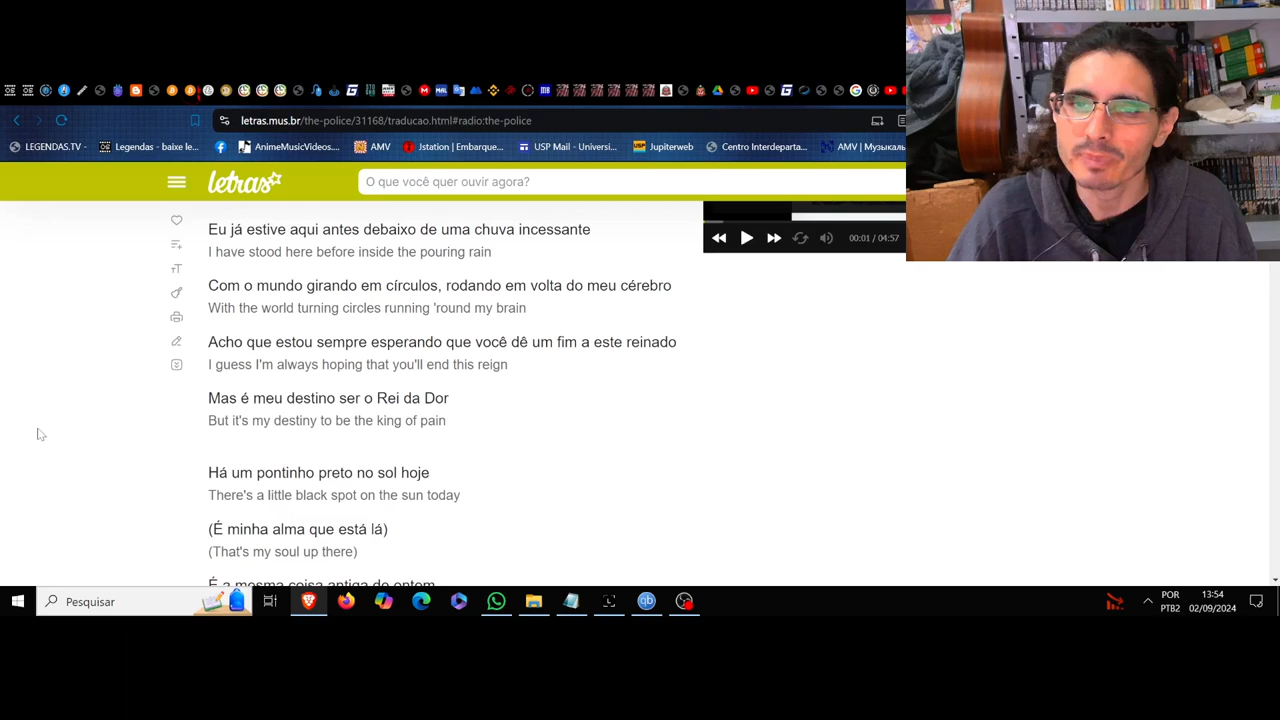 letras.mus.br/the-police/31168/traducao.html#radio:the-police
LEGENDAS.TV -
Legendas - baixe le...
AnimeMusicVideos...
AMV
Jstation | Embarque...
USP Mail - Universi...
Jupiterweb
Centro Interdeparta...
AMV | Музыкаль
letras
O que você quer ouvir agora?
00:01 / 04:57
Eu já estive aqui antes debaixo de uma chuva incessante
I have stood here before inside the pouring rain
Com o mundo girando em círculos, rodando em volta do meu cérebro
With the world turning circles running 'round my brain
Acho que estou sempre esperando que você dê um fim a este reinado
I guess I'm always hoping that you'll end this reign
Mas é meu destino ser o Rei da Dor
But it's my destiny to be the king of pain
Há um pontinho preto no sol hoje
There's a little black spot on the sun today
(É minha alma que está lá)
(That's my soul up there)
É a mesma coisa antiga de ontem
Pesquisar
POR
PTB2
13:54
02/09/2024